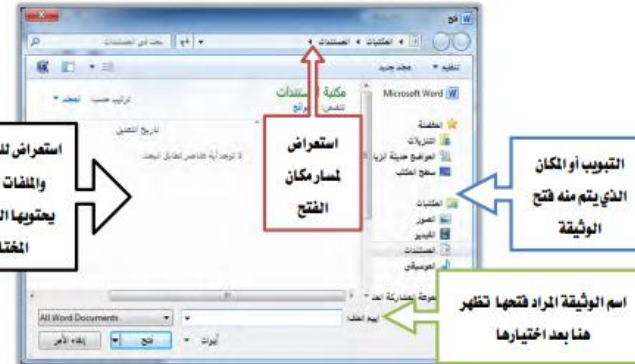 فتح
المكتبات ◂ المستندات ◂
بحث في المستندات
تنظيم
مجلد جديد
Microsoft Word
مكتبة
ترتيب حسب: المجلد
تاريخ التعديل
لا توجد أية عناصر تطابق البحث.
المفضلة
التنزيلات
سطح المكتب
المكتبات
الصور
الفيديو
المستندات
الموسيقى
استعراض
لمسار مكان
الفتح
التبويب أو المكان
الذي يتم منه فتح
الوثيقة
والملفات
اسم الوثيقة المراد فتحها تظهر
هنا بعد اختيارها
اسم الملف:
All Word Documents
أدوات
فتح
إلغاء الأمر